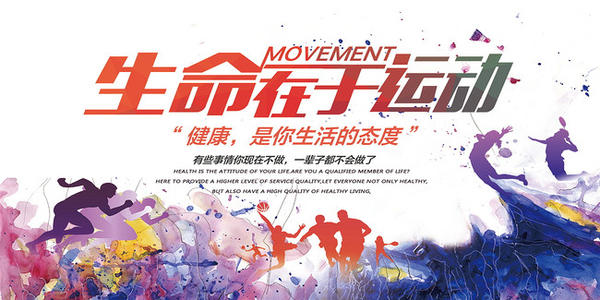 MOVEMENT
生命在于运动
“健康，是你生活的态度”
有些事情你现在不做，一辈子都不会做了
HEALTH IS THE ATTITUDE OF YOUR LIFE.ARE YOU A QUALIFIED MEMBER OF LIFE?
HERE TO PROVIDE A HIGHER LEVEL OF SERVICE QUALITY,LET EVERYONE NOT ONLY HEALTHY,
BUT ALSO HAVE A HIGH QUALITY OF HEALTHY LIVING,